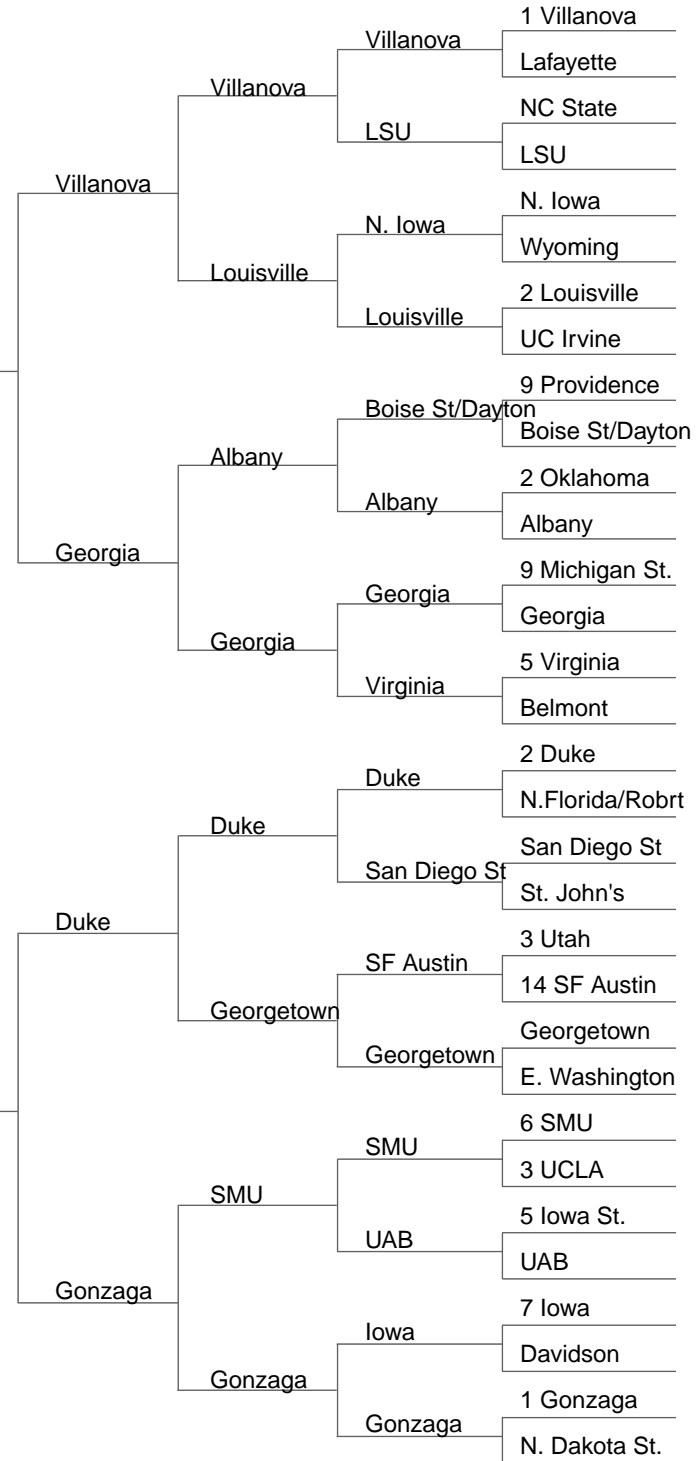 1 Villanova
Villanova
Lafayette
Villanova
NC State
LSU
LSU
Villanova
N. Iowa
N. Iowa
Wyoming
Louisville
2 Louisville
Louisville
UC Irvine
9 Providence
Boise St/Dayton
Boise St/Dayton
Albany
2 Oklahoma
Albany
Albany
Georgia
9 Michigan St.
Georgia
Georgia
Georgia
5 Virginia
Virginia
Belmont
2 Duke
Duke
N.Florida/Robrt
Duke
San Diego St
San Diego St
St. John's
Duke
3 Utah
SF Austin
14 SF Austin
Georgetown
Georgetown
Georgetown
E. Washington
6 SMU
SMU
3 UCLA
SMU
5 Iowa St.
UAB
UAB
Gonzaga
7 Iowa
Iowa
Davidson
Gonzaga
1 Gonzaga
Gonzaga
N. Dakota St.